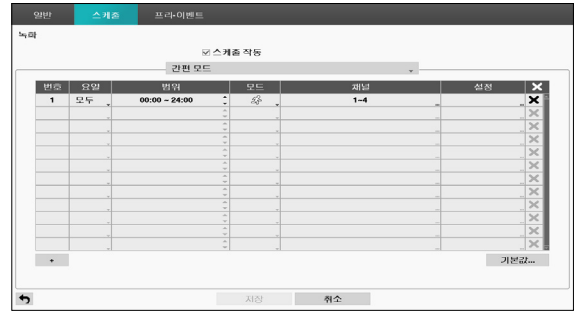 일반 스케줄 프리-이벤트
녹화
스케줄 작동
간편 모드
번호 요일 범위 모드 채널 설정
1 모두 00:00 ~ 24:00 1~4
+ 기본값...
저장 취소